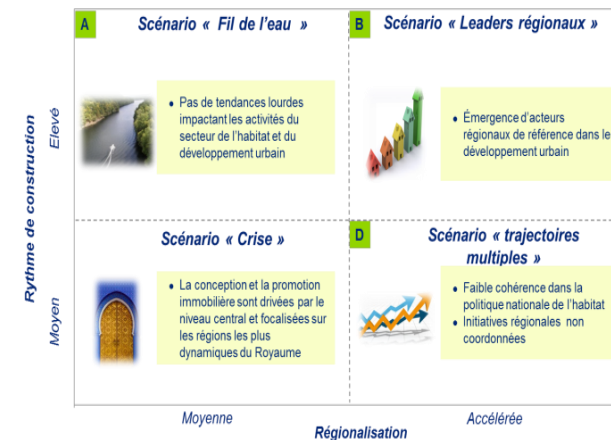 A
Scénario « Fil de l'eau »
• Pas de tendances lourdes
impactant les activités du
secteur de l'habitat et du
développement urbain
B
Scénario « Leaders régionaux »
• Émergence d'acteurs
régionaux de référence dans le
développement urbain
Scénario « Crise »
• La conception et la promotion
immobilière sont drivées par le
niveau central et focalisées sur
les régions les plus
dynamiques du Royaume
D
Scénario « trajectoires
multiples »
• Faible cohérence dans la
politique nationale de l'habitat
• Initiatives régionales non
coordonnées
Rythme de construction
Elevé
Moyen
Moyenne
Accélérée
Régionalisation